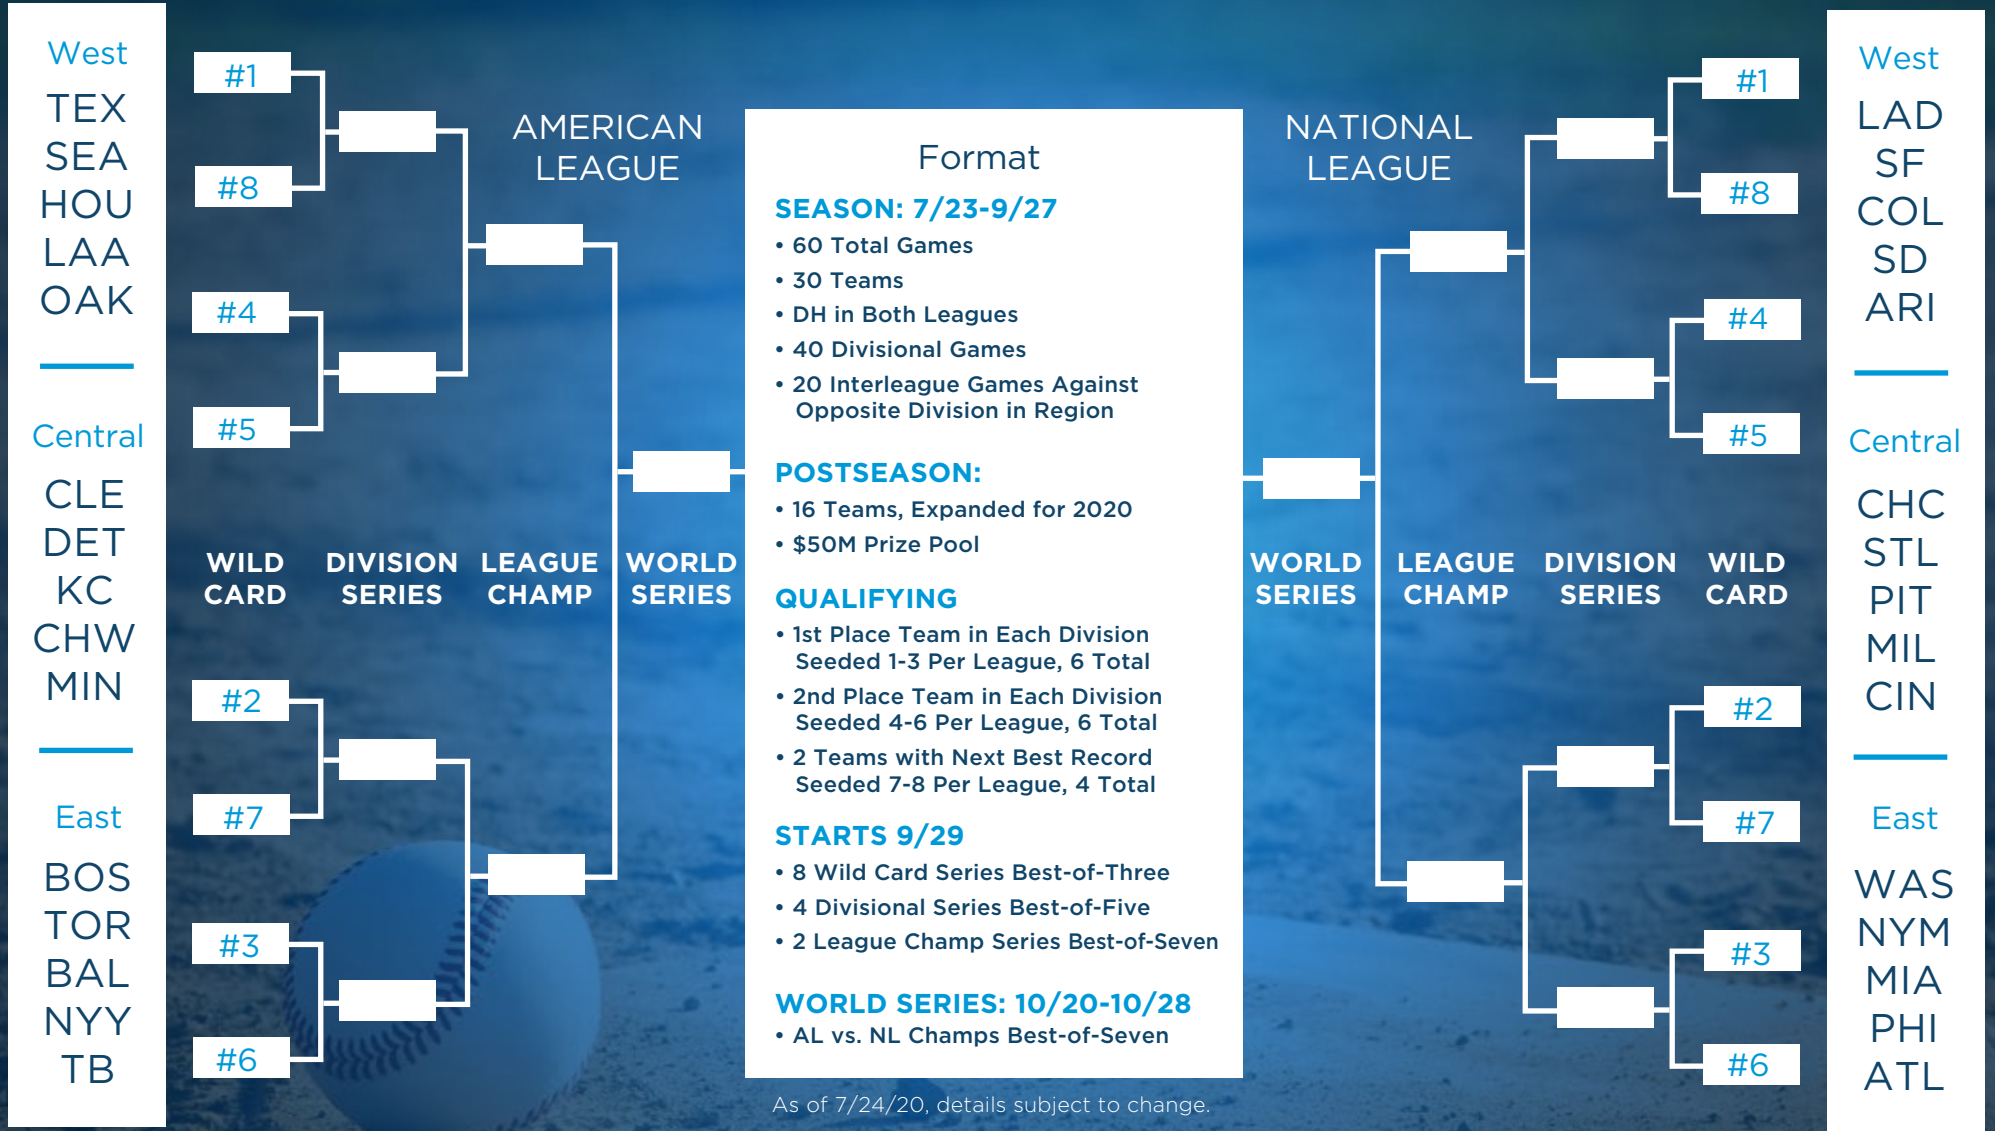 West
TEX
SEA
HOU
LAA
OAK
Central
CLE
DET
KC
CHW
MIN
East
BOS
TOR
BAL
NYY
TB
#1
#8
#4
#5
AMERICAN
LEAGUE
WILD
CARD
DIVISION
SERIES
LEAGUE
CHAMP
WORLD
SERIES
#2
#7
#3
#6
Format
SEASON: 7/23-9/27
• 60 Total Games
• 30 Teams
• DH in Both Leagues
• 40 Divisional Games
• 20 Interleague Games Against
Opposite Division in Region
POSTSEASON:
• 16 Teams, Expanded for 2020
• $50M Prize Pool
QUALIFYING
• 1st Place Team in Each Division
Seeded 1-3 Per League, 6 Total
• 2nd Place Team in Each Division
Seeded 4-6 Per League, 6 Total
• 2 Teams with Next Best Record
Seeded 7-8 Per League, 4 Total
STARTS 9/29
• 8 Wild Card Series Best-of-Three
• 4 Divisional Series Best-of-Five
• 2 League Champ Series Best-of-Seven
WORLD SERIES: 10/20-10/28
• AL vs. NL Champs Best-of-Seven
As of 7/24/20, details subject to change.
NATIONAL
LEAGUE
#1
#8
#4
#5
WORLD
SERIES
LEAGUE
CHAMP
DIVISION
SERIES
WILD
CARD
#2
#7
#3
#6
West
LAD
SF
COL
SD
ARI
Central
CHC
STL
PIT
MIL
CIN
East
WAS
NYM
MIA
PHI
ATL